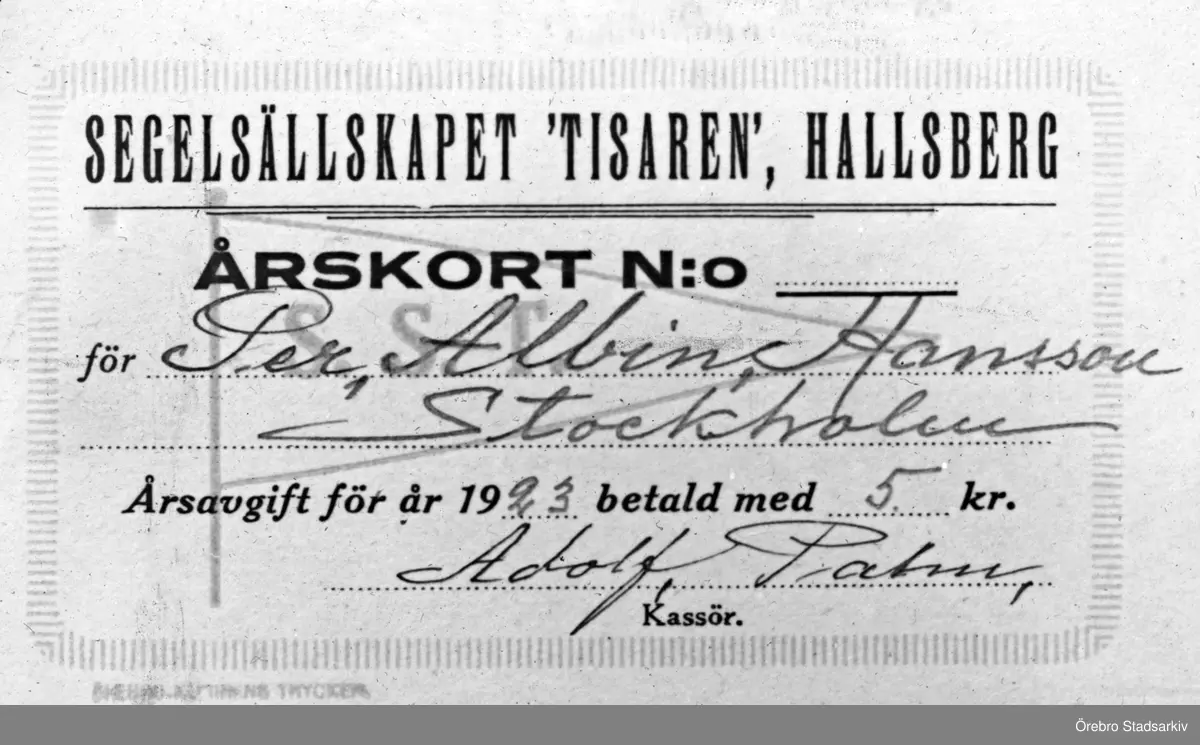 SEGELSÄLLSKAPET 'TISAREN', HALLSBERG
ÅRSKORT N:o
S. S. T.
för Per, Albin, Hansson
Stockholm
Årsavgift för år 1923 betald med 5. kr.
Adolf, Palm,
Kassör.
Örebro Stadsarkiv